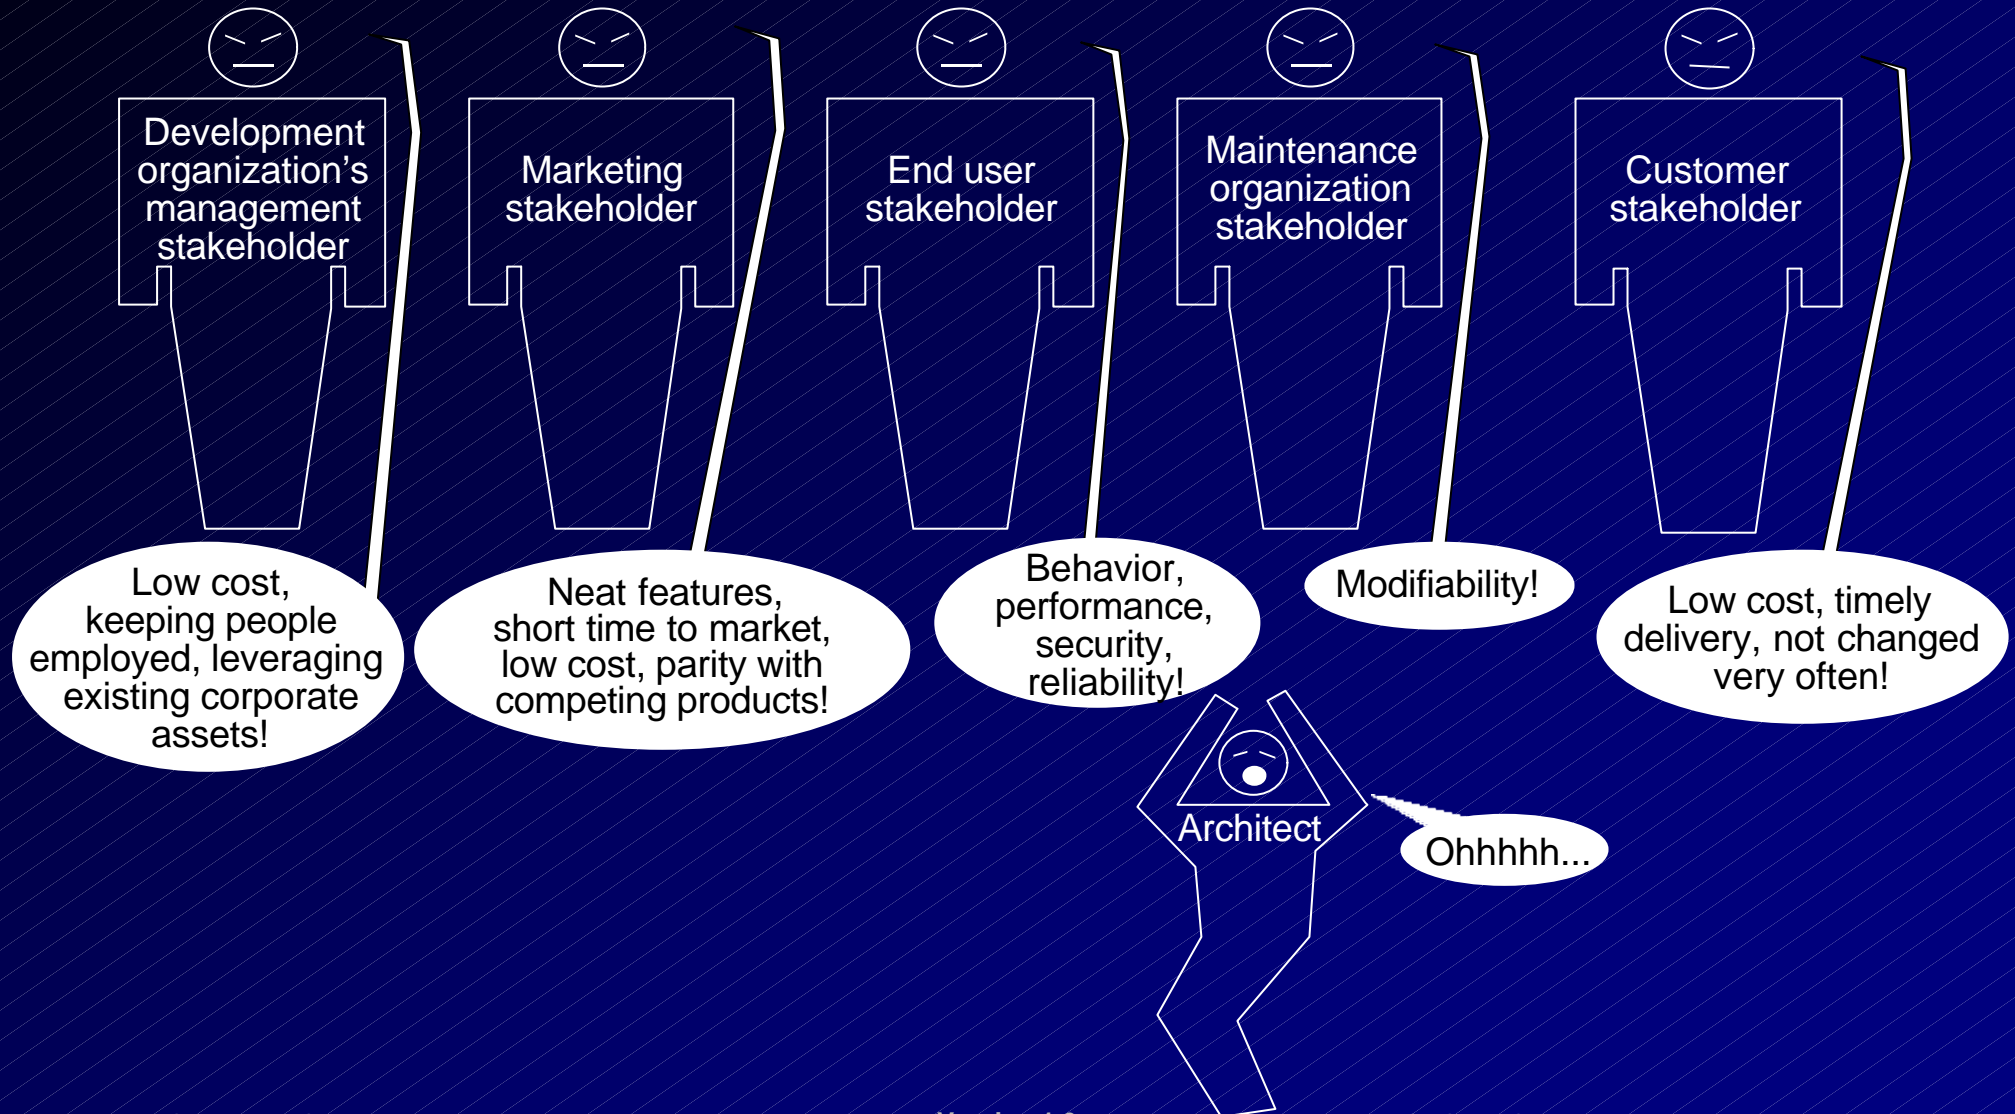 Development
organization’s
management
stakeholder
Marketing
stakeholder
End user
stakeholder
Maintenance
organization
stakeholder
Customer
stakeholder
Low cost,
keeping people
employed, leveraging
existing corporate
assets!
Neat features,
short time to market,
low cost, parity with
competing products!
Behavior,
performance,
security,
reliability!
Modifiability!
Low cost, timely
delivery, not changed
very often!
Architect
Ohhhhh...